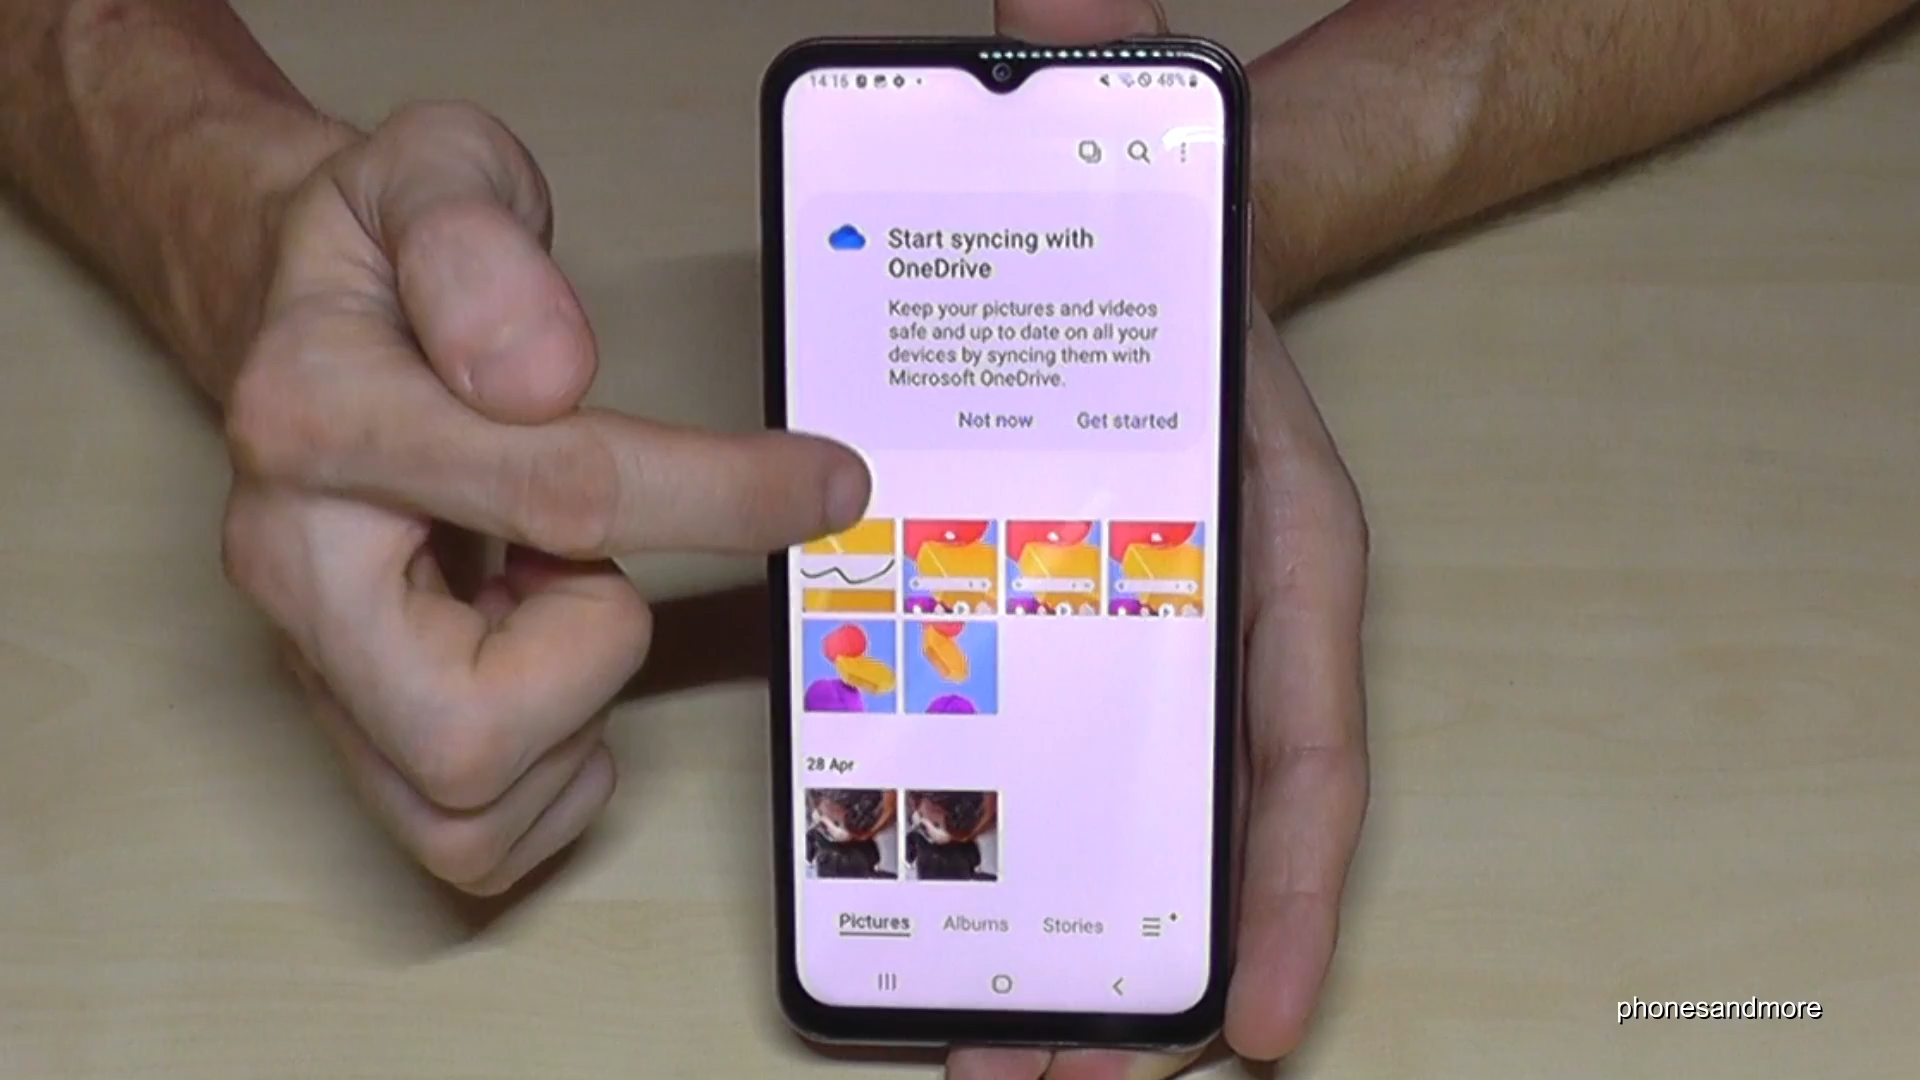 14:15
48%
Start syncing with
OneDrive
Keep your pictures and videos
safe and up to date on all your
devices by syncing them with
Microsoft OneDrive.
Not now Get started
28 Apr
Pictures Albums Stories
phonesandmore